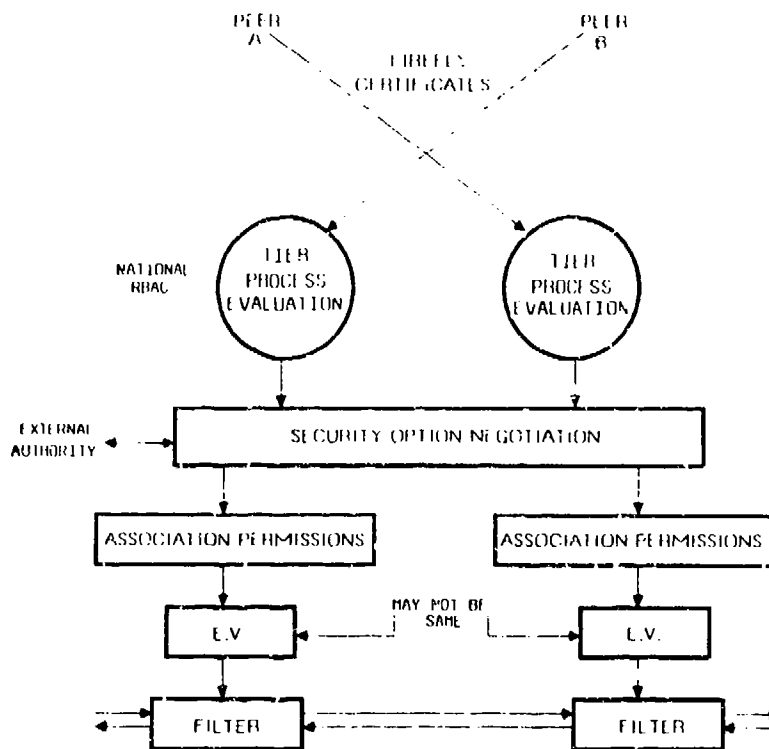 PEER
A
PEER
B
FIREFLY
CERTIFICATES
NATIONAL
RBAC
TIER
PROCESS
EVALUATION
TIER
PROCESS
EVALUATION
EXTERNAL
AUTHORITY
SECURITY OPTION NEGOTIATION
ASSOCIATION PERMISSIONS
ASSOCIATION PERMISSIONS
MAY NOT BE
SAME
E.V
E.V.
FILTER
FILTER